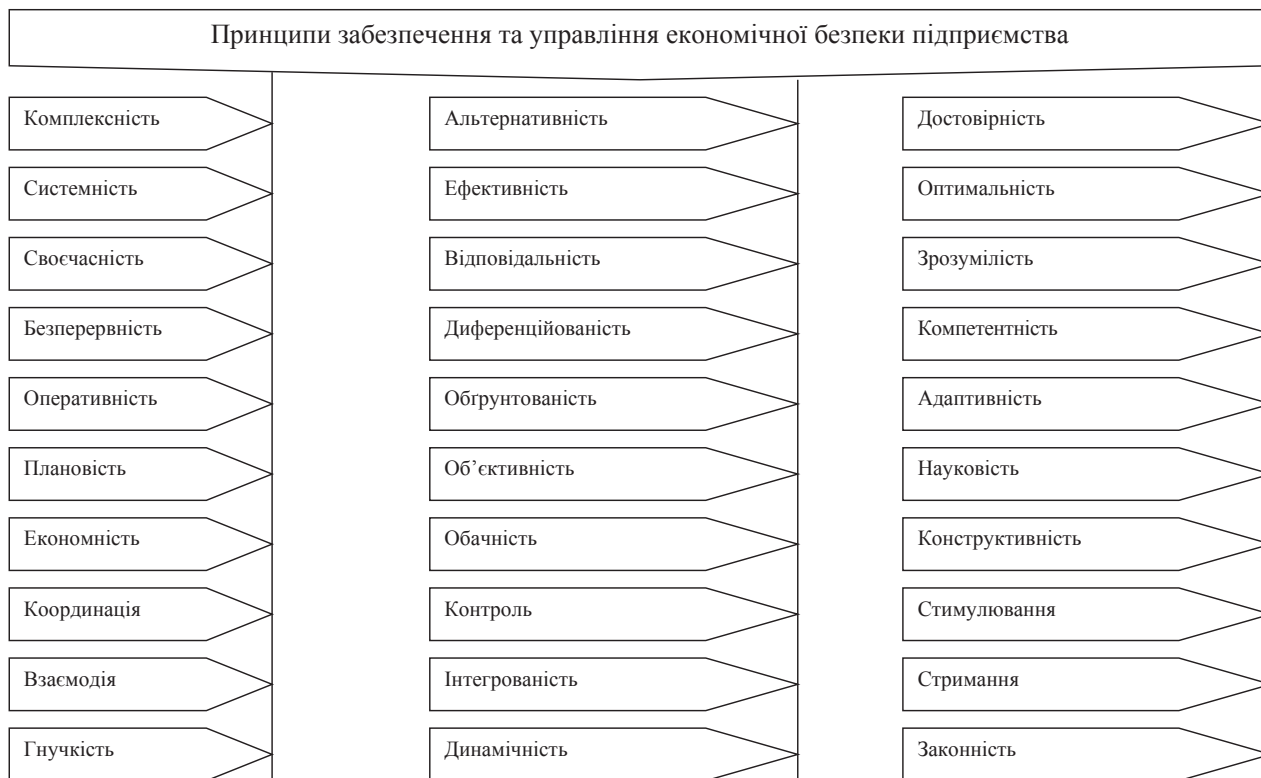 Принципи забезпечення та управління економічної безпеки підприємства
Комплексність
Системність
Своєчасність
Безперервність
Оперативність
Плановість
Економність
Координація
Взаємодія
Гнучкість
Альтернативність
Ефективність
Відповідальність
Диференційованість
Обґрунтованість
Об’єктивність
Обачність
Контроль
Інтегрованість
Динамічність
Достовірність
Оптимальність
Зрозумілість
Компетентність
Адаптивність
Науковість
Конструктивність
Стимулювання
Стримання
Законність